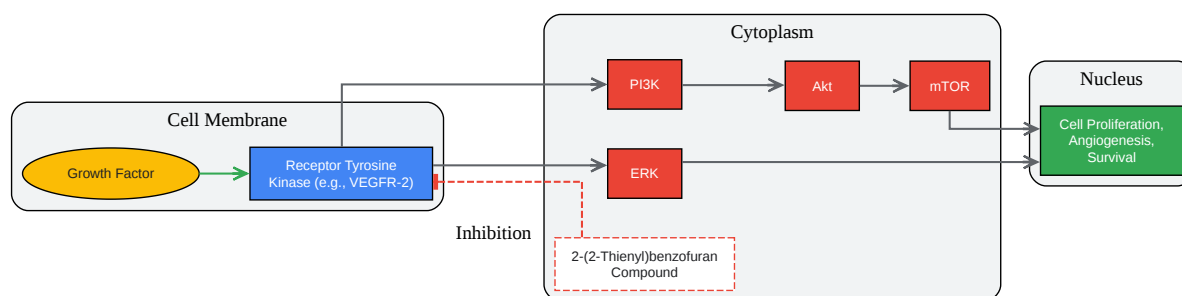 Cytoplasm
PI3K
Akt
mTOR
Nucleus
Cell Proliferation,
Angiogenesis,
Survival
Cell Membrane
Growth Factor
Receptor Tyrosine
Kinase (e.g., VEGFR-2)
ERK
Inhibition
2-(2-Thienyl)benzofuran
Compound